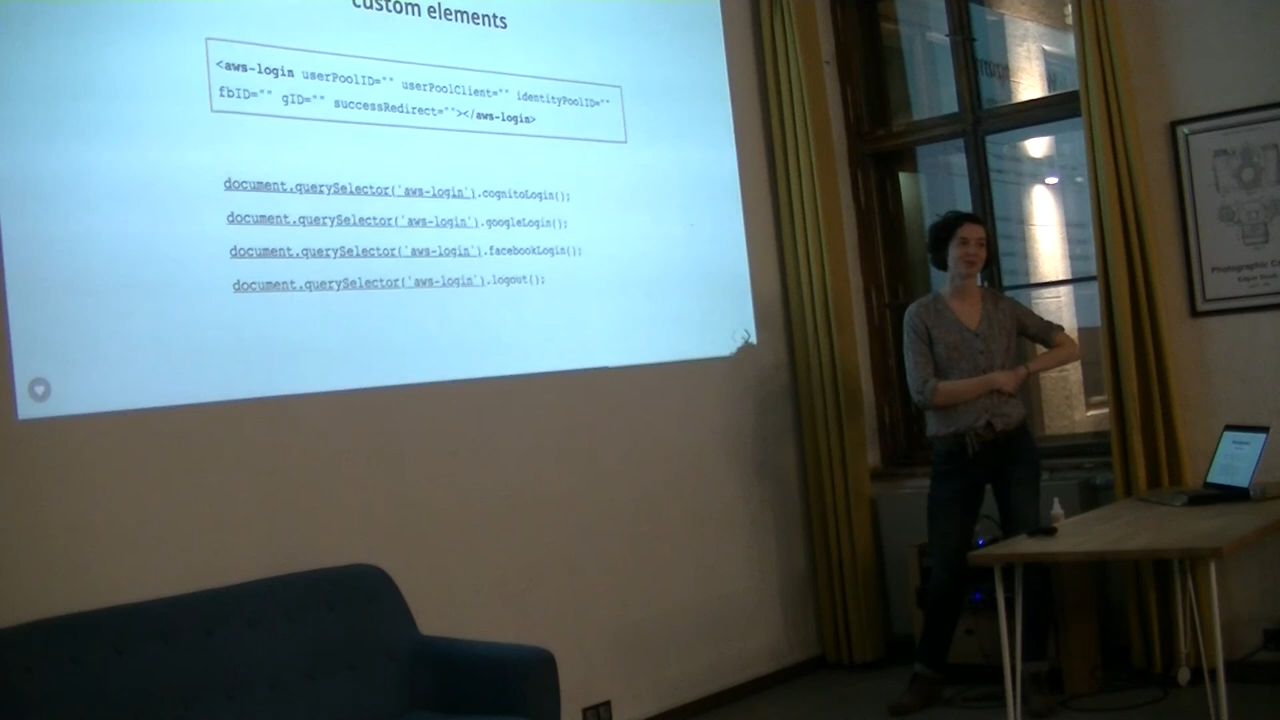 custom elements
<aws-login userPoolID="" userPoolClient="" identityPoolID=""
fbID="" gID="" successRedirect=""></aws-login>
document.querySelector('aws-login').cognitoLogin();
document.querySelector('aws-login').googleLogin();
document.querySelector('aws-login').facebookLogin();
document.querySelector('aws-login').logout();
Photographic